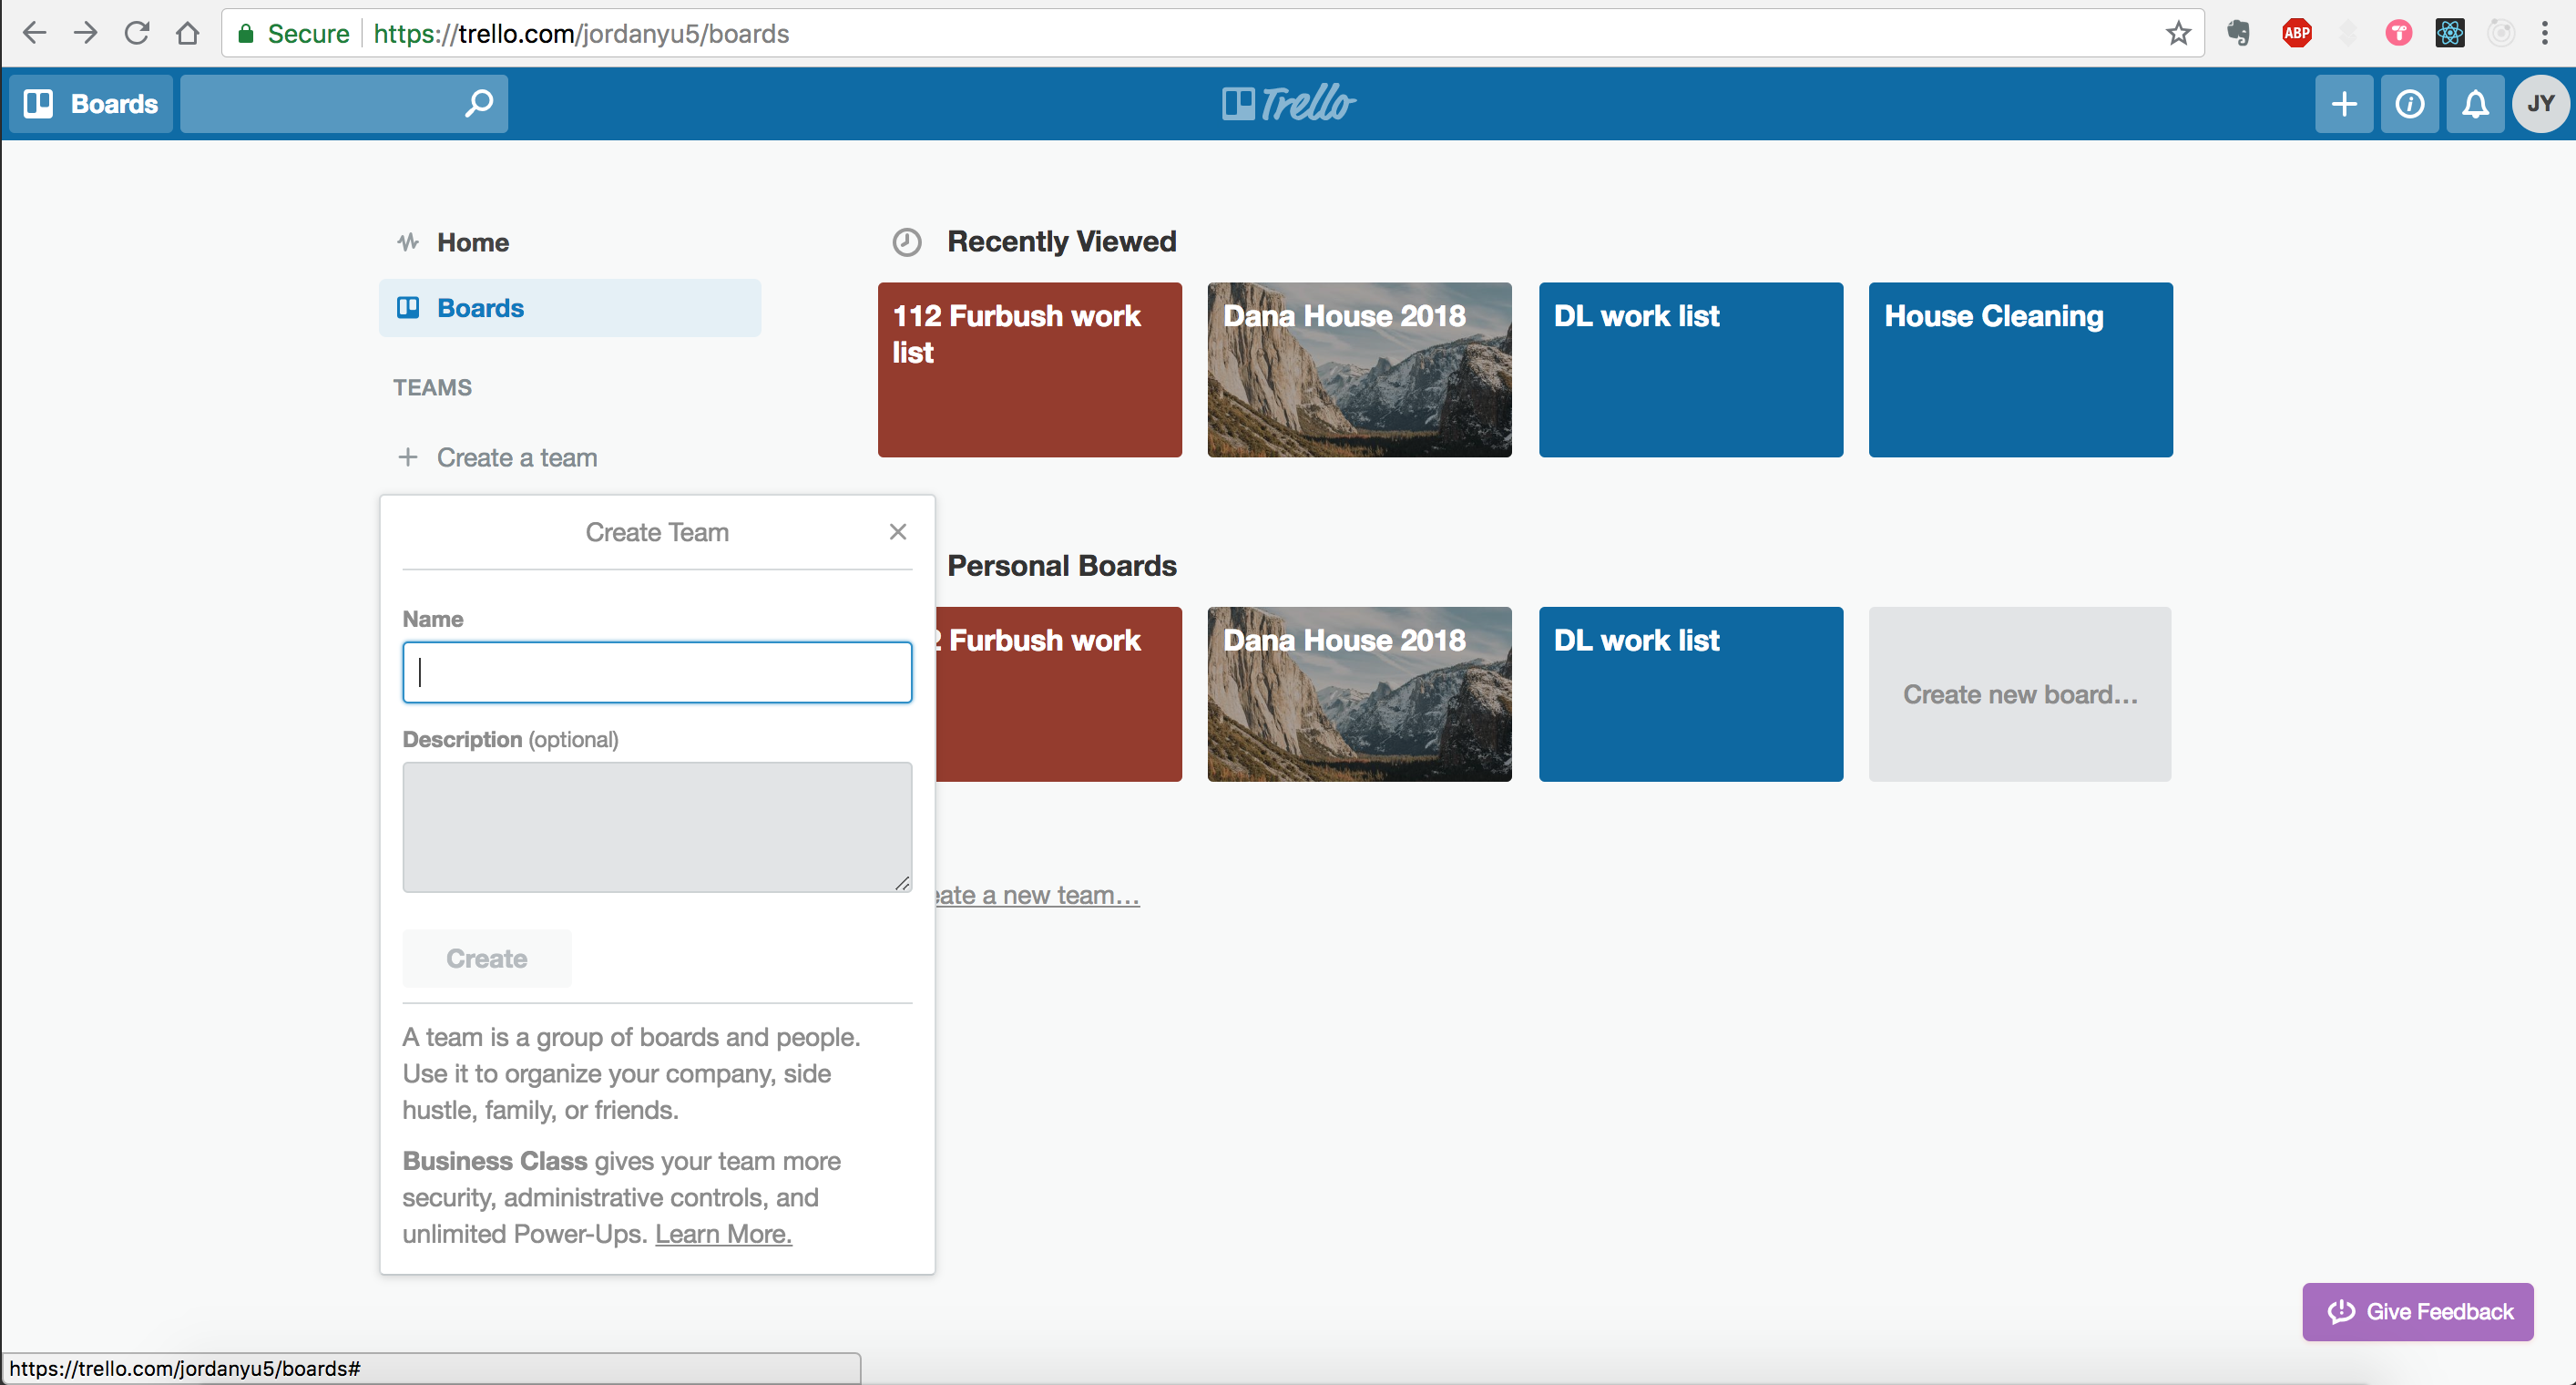 Secure https://trello.com/jordanyu5/boards
ABP
Boards
Trello
JY
Home
Boards
TEAMS
Create a team
Recently Viewed
112 Furbush work
list
Dana House 2018
DL work list
House Cleaning
Create Team
Name
Description (optional)
Create
A team is a group of boards and people.
Use it to organize your company, side
hustle, family, or friends.
Business Class gives your team more
security, administrative controls, and
unlimited Power-Ups. Learn More.
Personal Boards
2 Furbush work
Dana House 2018
DL work list
Create new board…
eate a new team…
Give Feedback
https://trello.com/jordanyu5/boards#